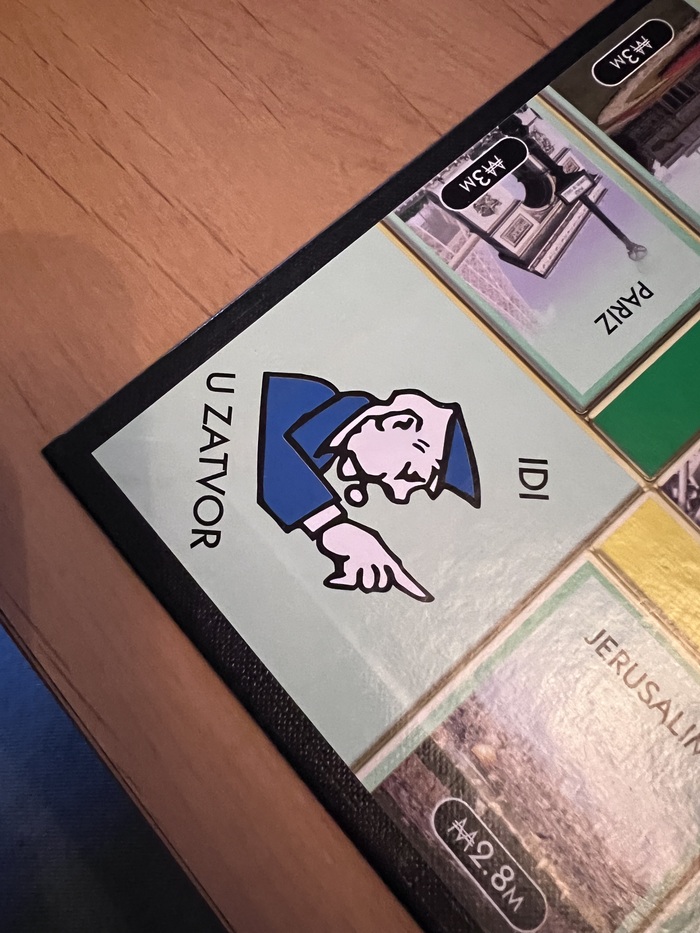 IDI
U ZATVOR
PARIZ
₩3M
₩3M
JERUSALIM
₩2.8M